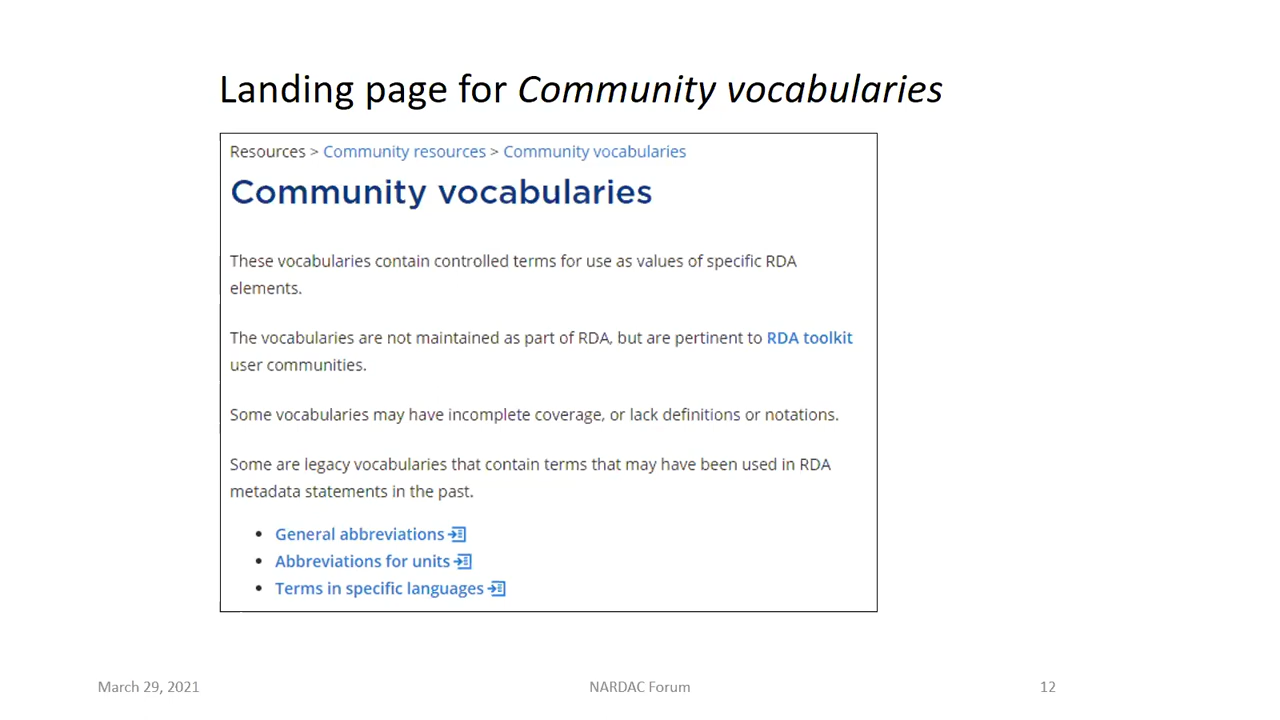 Landing page for Community vocabularies
Resources > Community resources > Community vocabularies
Community vocabularies
These vocabularies contain controlled terms for use as values of specific RDA
elements.
The vocabularies are not maintained as part of RDA, but are pertinent to RDA toolkit
user communities.
Some vocabularies may have incomplete coverage, or lack definitions or notations.
Some are legacy vocabularies that contain terms that may have been used in RDA
metadata statements in the past.
• General abbreviations
• Abbreviations for units
• Terms in specific languages
March 29, 2021
NARDAC Forum
12